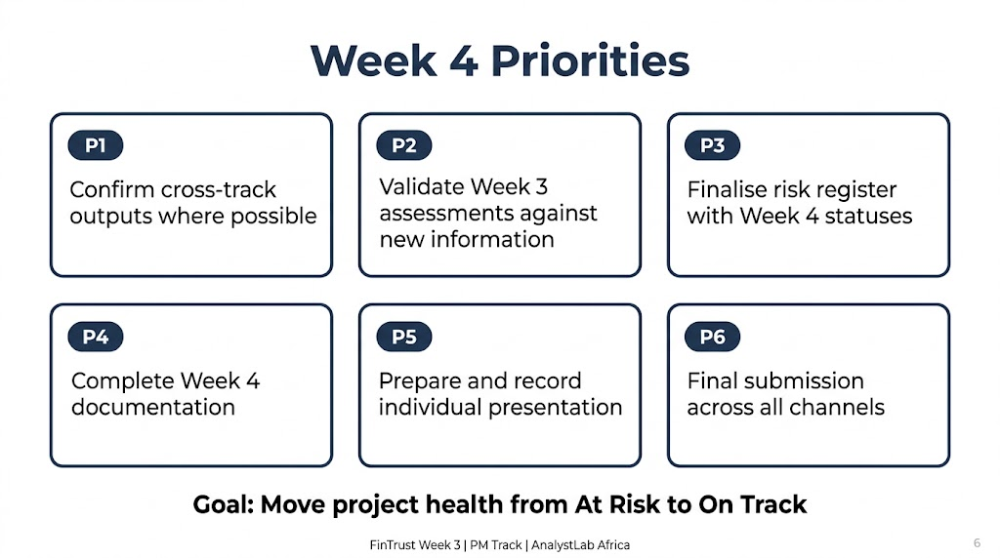 Week 4 Priorities
P1
Confirm cross-track
outputs where possible
P2
Validate Week 3
assessments against
new information
P3
Finalise risk register
with Week 4 statuses
P4
Complete Week 4
documentation
P5
Prepare and record
individual presentation
P6
Final submission
across all channels
Goal: Move project health from At Risk to On Track
FinTrust Week 3 | PM Track | AnalystLab Africa
6